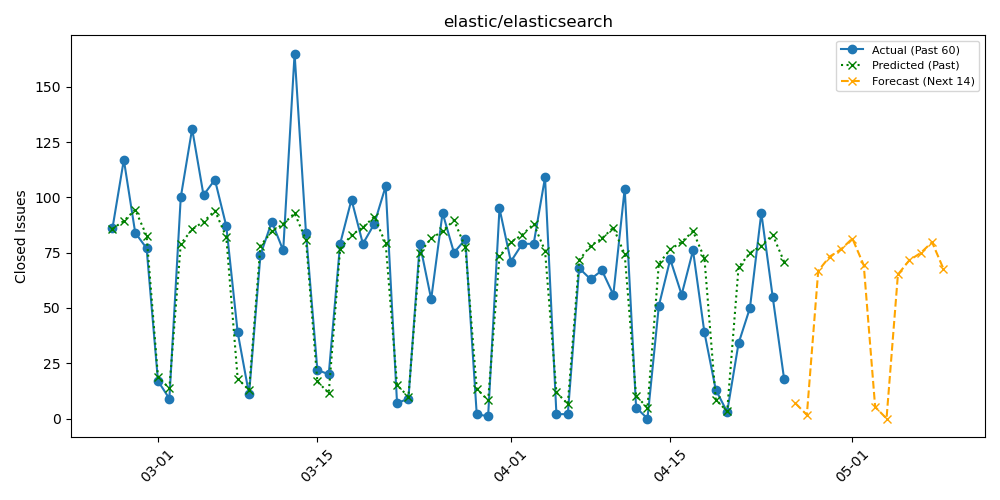 elastic/elasticsearch
Actual (Past 60)
Predicted (Past)
Forecast (Next 14)
Closed Issues
150
125
100
75
50
25
0
03-01
03-15
04-01
04-15
05-01